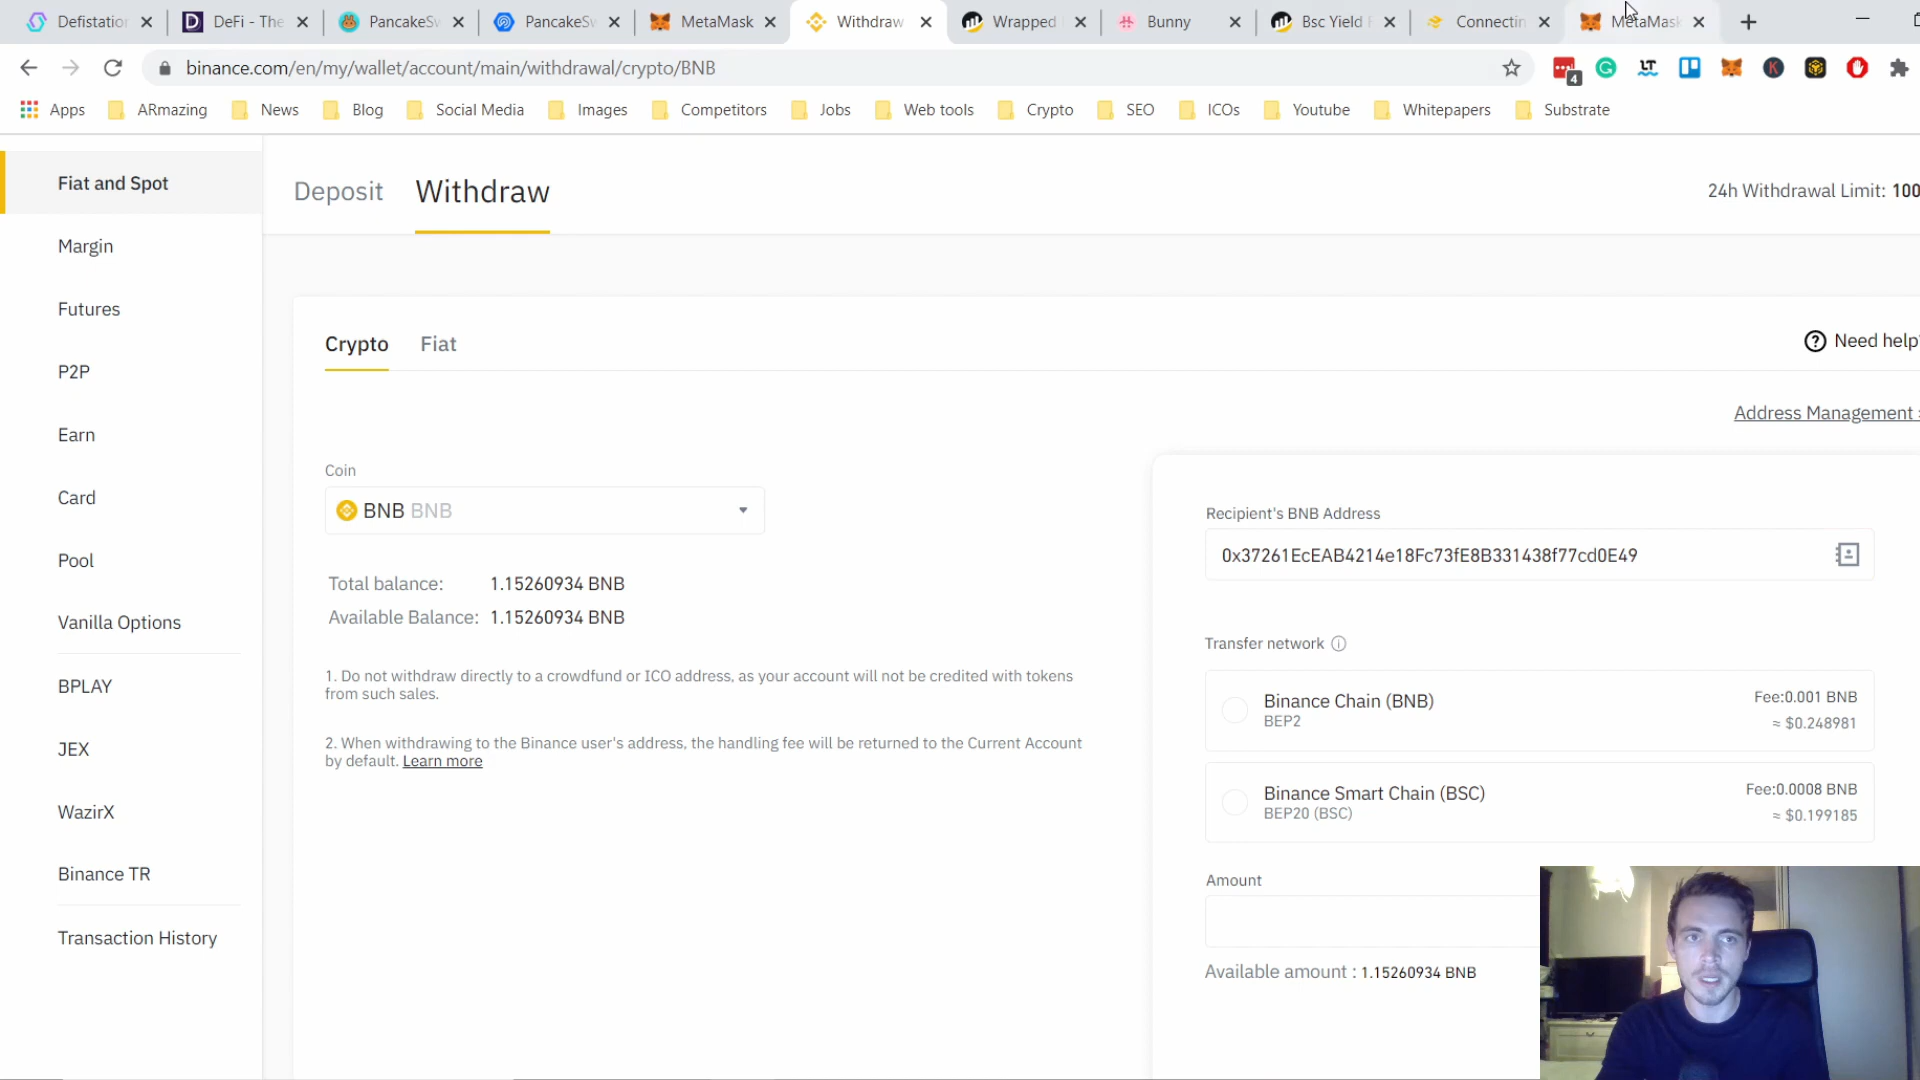 Defistation
DeFi - The
PancakeSw
PancakeSw
MetaMask
Withdraw
Wrapped
Bunny
Bsc Yield F
Connectin
MetaMask
binance.com/en/my/wallet/account/main/withdrawal/crypto/BNB
4
Apps
ARmazing
News
Blog
Social Media
Images
Competitors
Jobs
Web tools
Crypto
SEO
ICOs
Youtube
Whitepapers
Substrate
Fiat and Spot
Margin
Futures
P2P
Earn
Card
Pool
Vanilla Options
BPLAY
JEX
WazirX
Binance TR
Transaction History
Deposit Withdraw
24h Withdrawal Limit: 100
Crypto Fiat
Need help?
Address Management
Coin
BNB BNB
Total balance: 1.15260934 BNB
Available Balance: 1.15260934 BNB
1. Do not withdraw directly to a crowdfund or ICO address, as your account will not be credited with tokens
from such sales.
2. When withdrawing to the Binance user's address, the handling fee will be returned to the Current Account
by default. Learn more
Recipient's BNB Address
0x37261EcEAB4214e18Fc73fE8B331438f77cd0E49
Transfer network
Binance Chain (BNB)
BEP2
Fee:0.001 BNB
≈ $0.248981
Binance Smart Chain (BSC)
BEP20 (BSC)
Fee:0.0008 BNB
≈ $0.199185
Amount
Available amount : 1.15260934 BNB